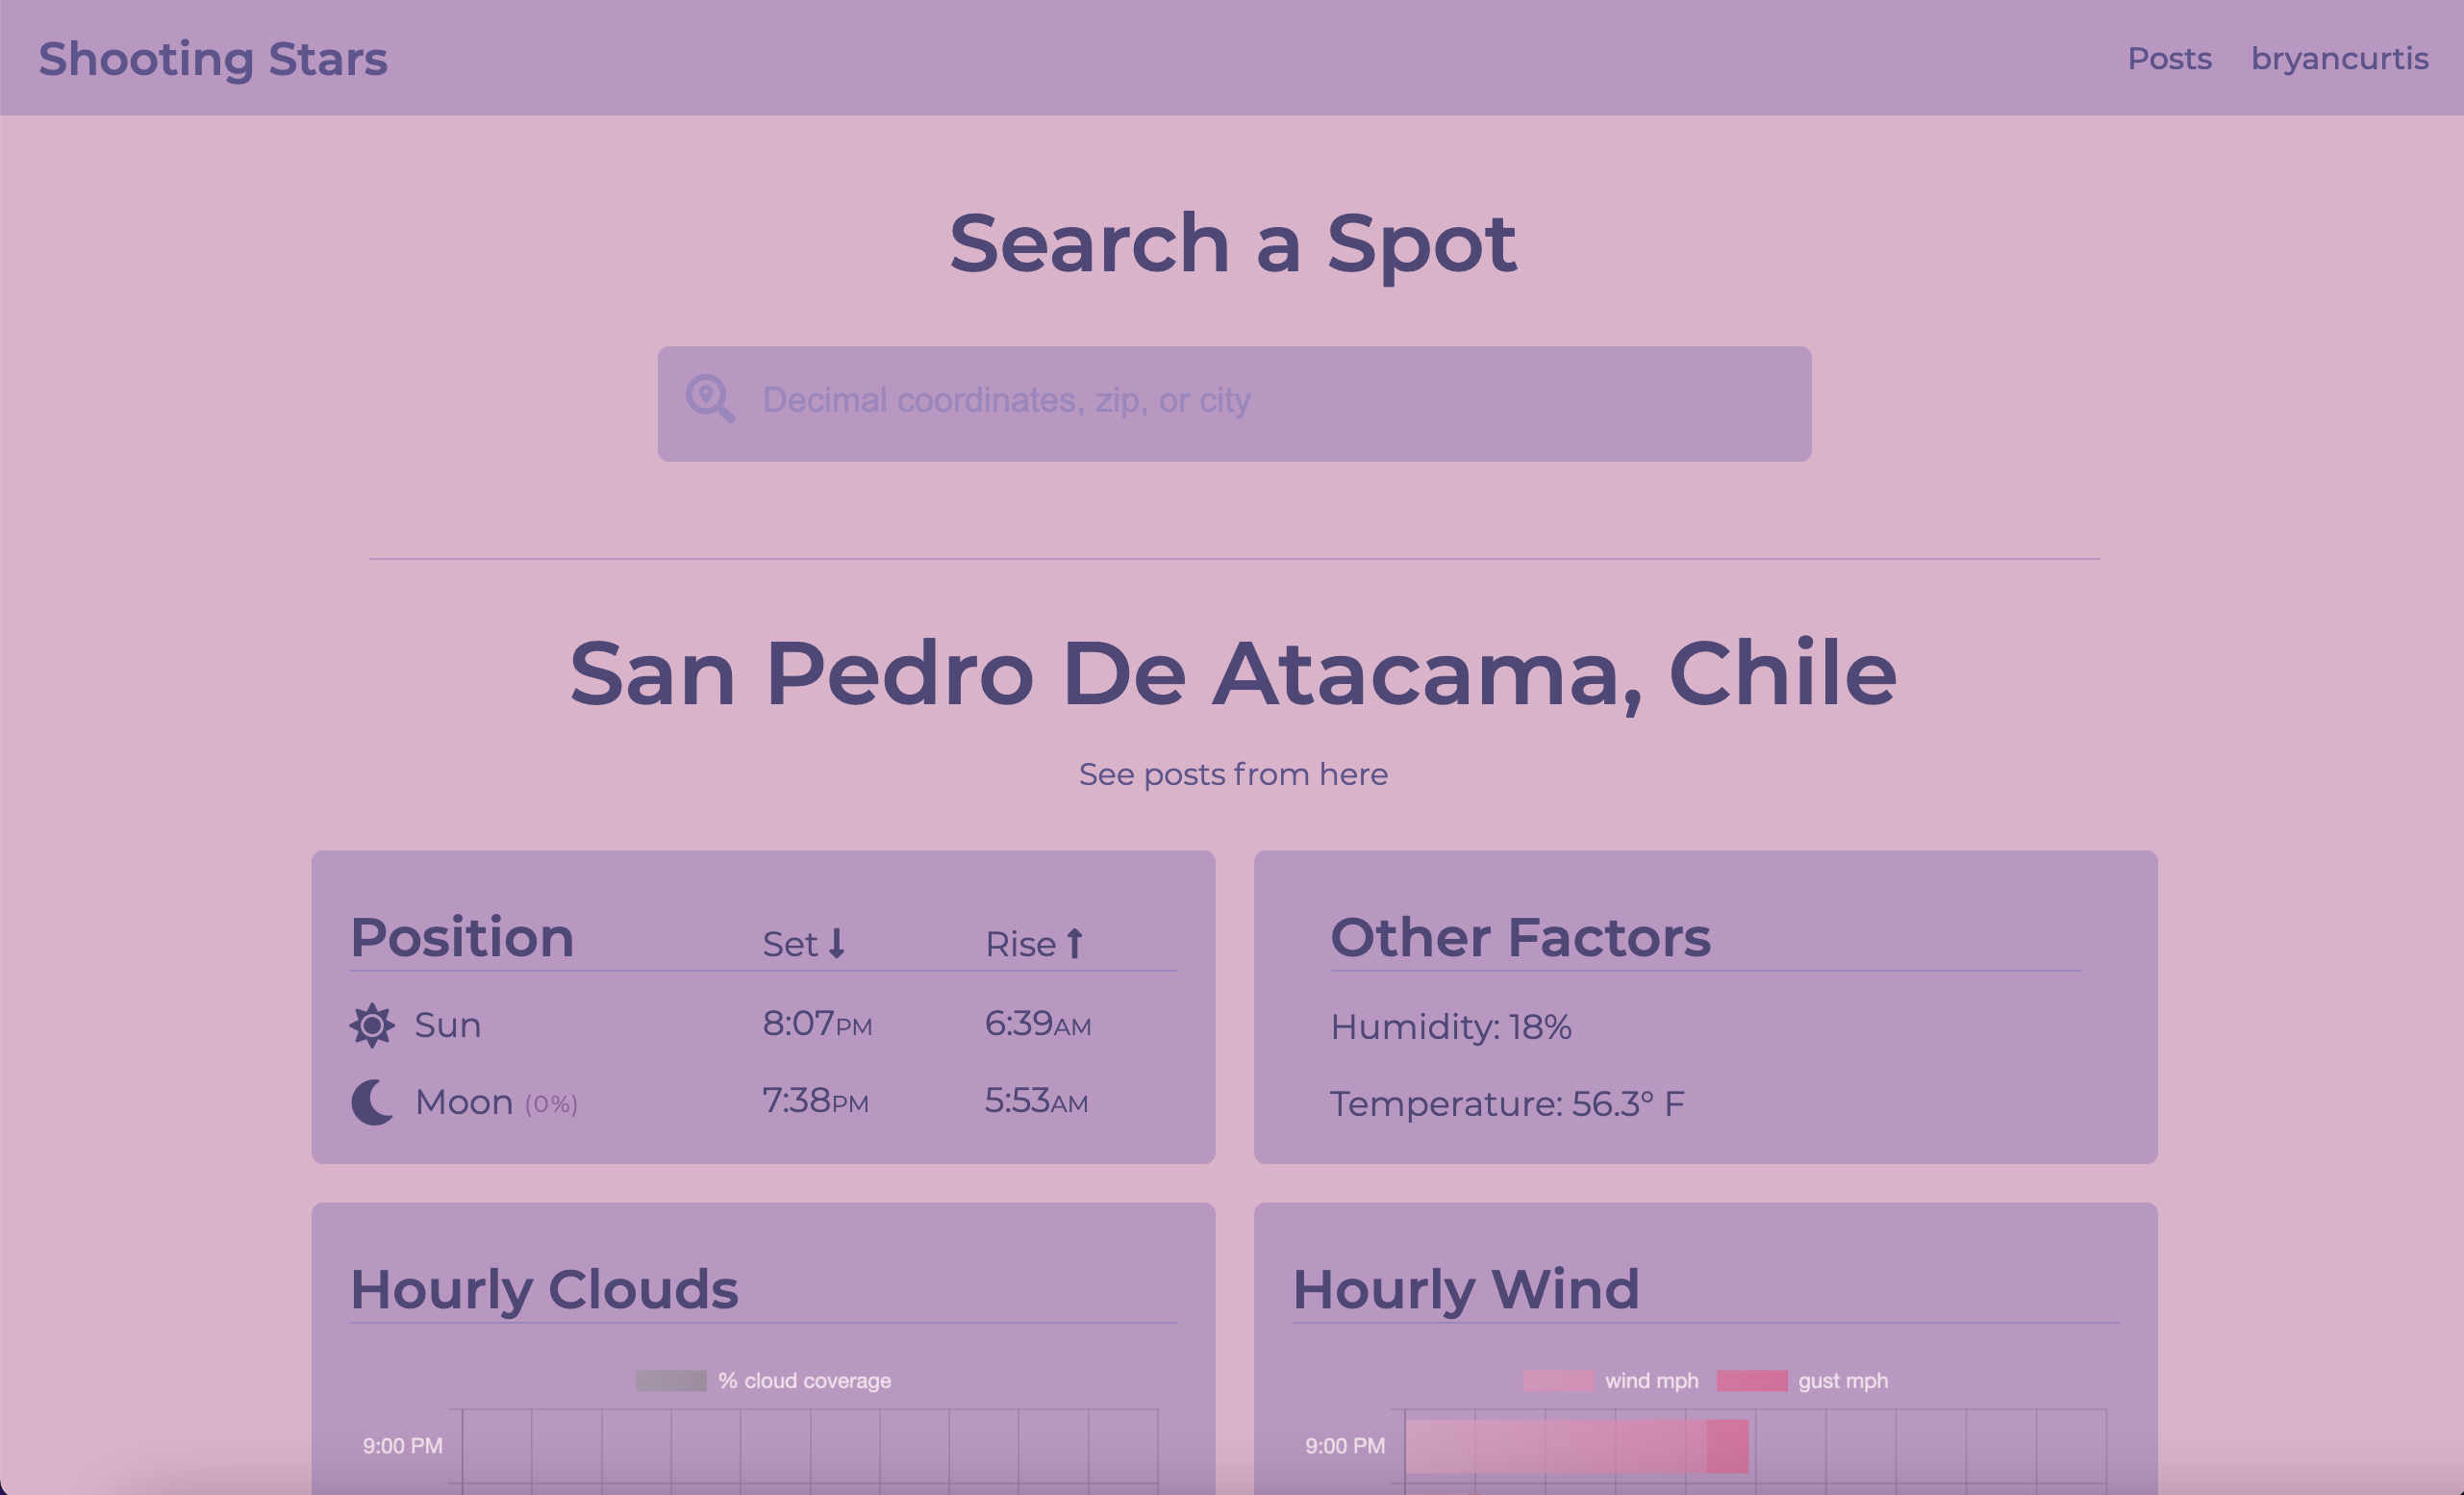 Shooting Stars
Posts bryancurtis
Search a Spot
Decimal coordinates, zip, or city
San Pedro De Atacama, Chile
See posts from here
Position Set Rise
Sun 8:07PM 6:39AM
Moon (0%) 7:38PM 5:53AM
Other Factors
Humidity: 18%
Temperature: 56.3° F
Hourly Clouds
% cloud coverage
9:00 PM
Hourly Wind
wind mph gust mph
9:00 PM